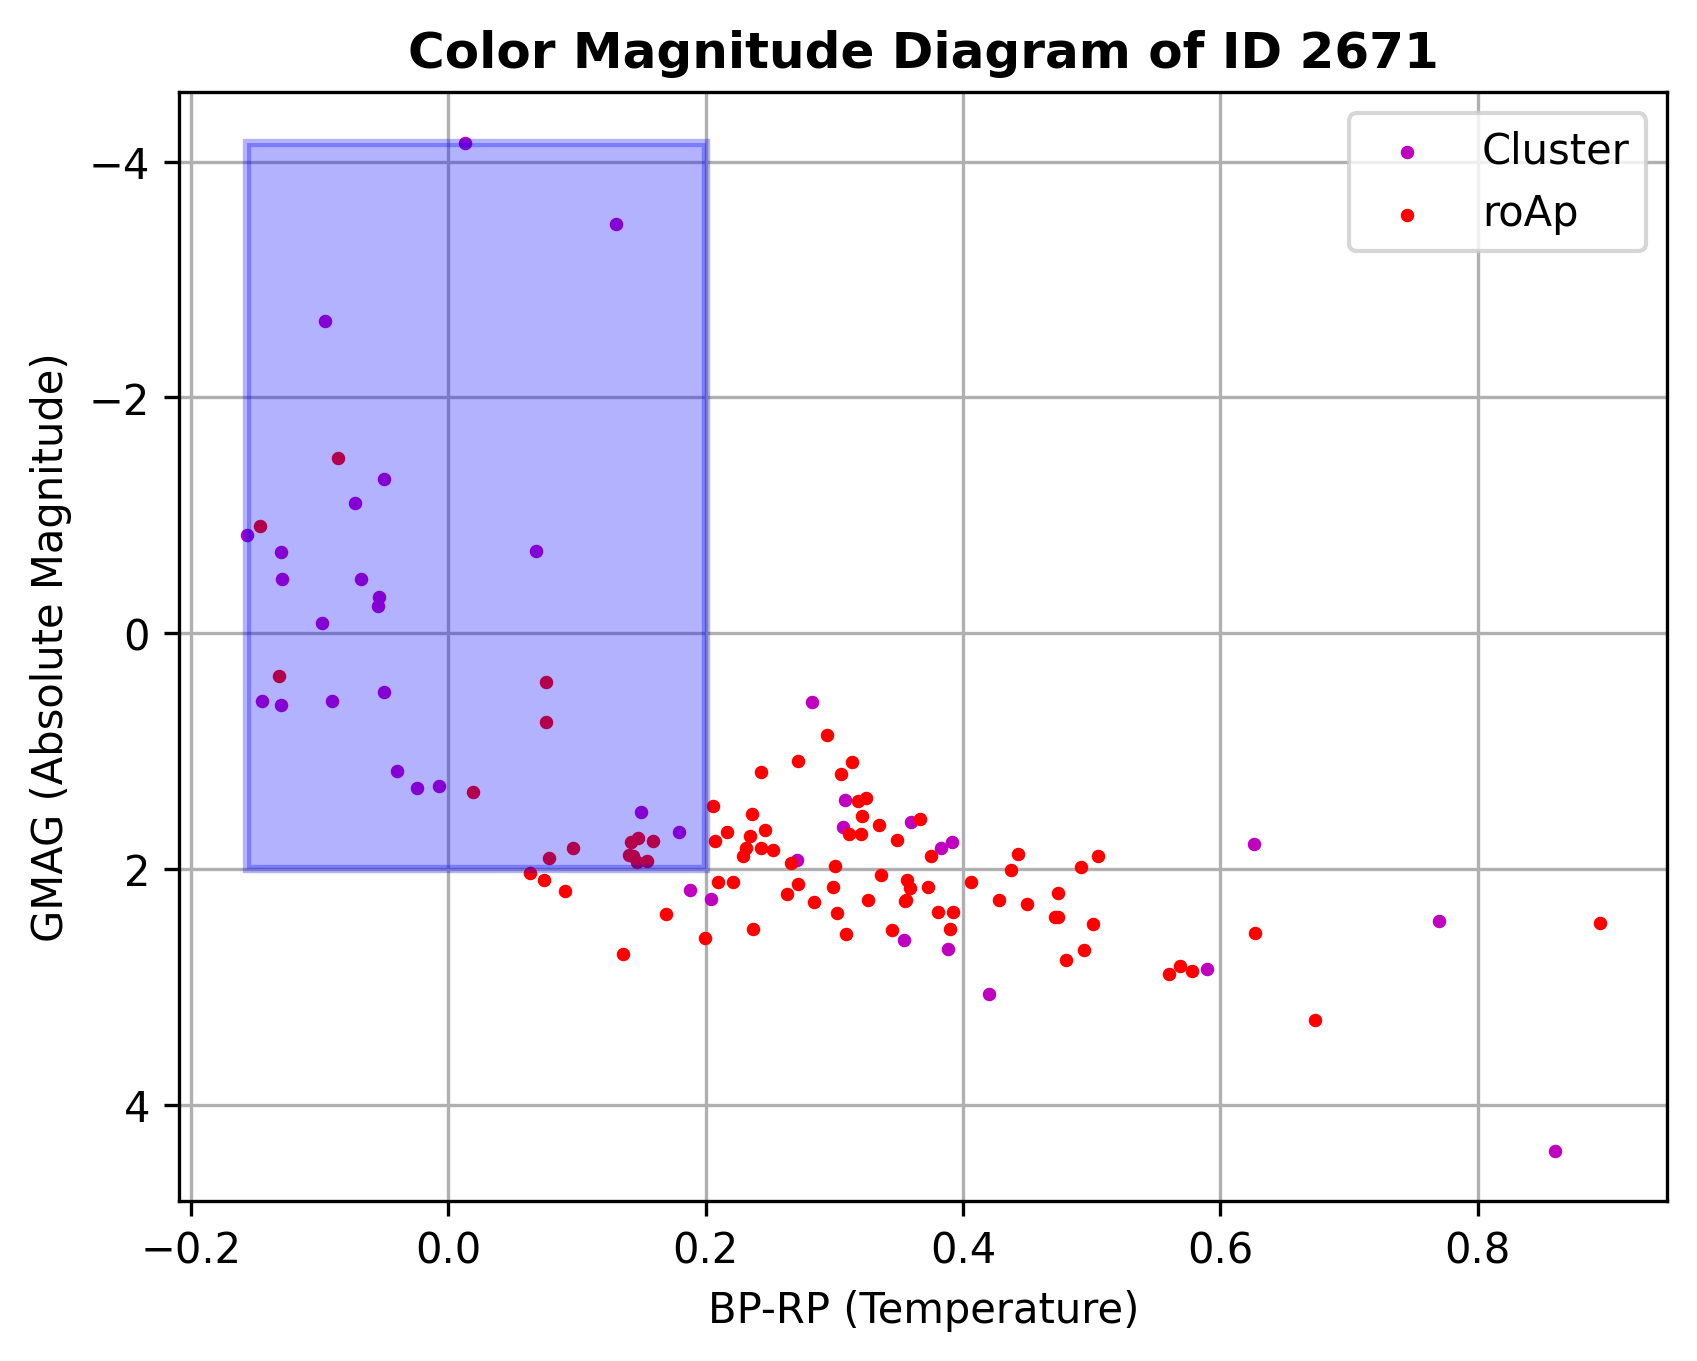 Color Magnitude Diagram of ID 2671
Cluster
roAp
GMAG (Absolute Magnitude)
−4
−2
0
2
4
−0.2 0.0 0.2 0.4 0.6 0.8
BP-RP (Temperature)